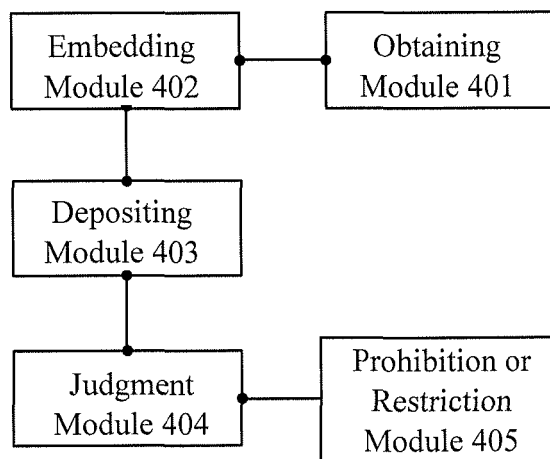 Embedding
Module 402
Obtaining
Module 401
Depositing
Module 403
Judgment
Module 404
Prohibition or
Restriction
Module 405